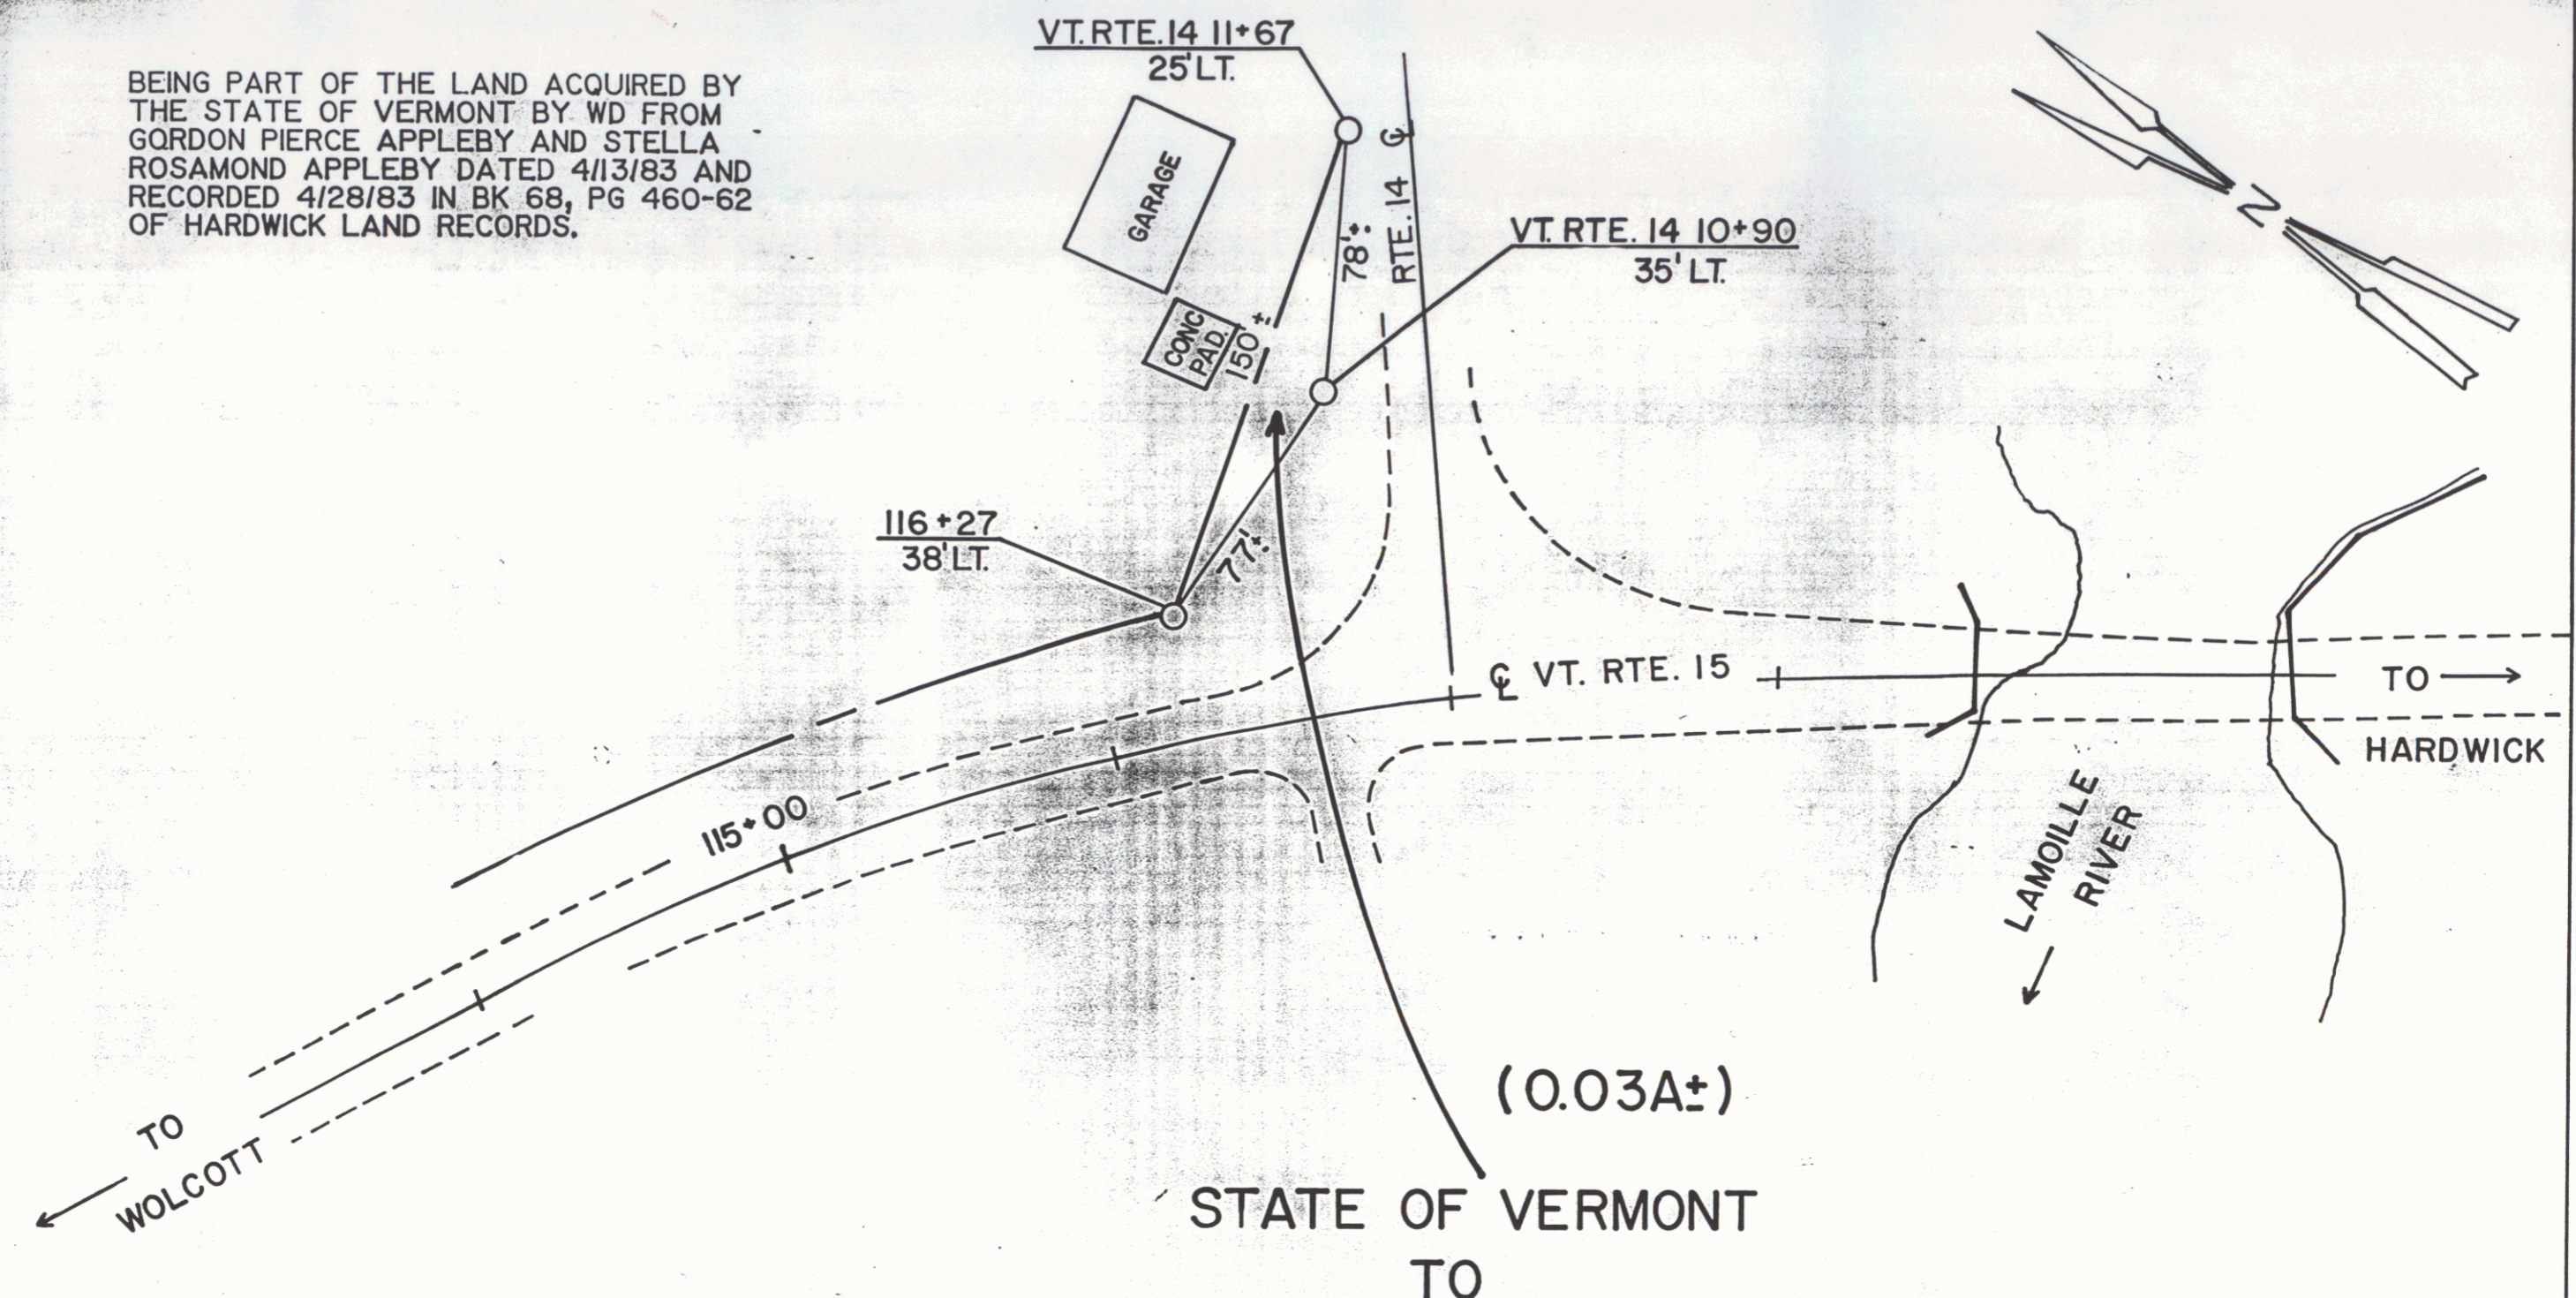 BEING PART OF THE LAND ACQUIRED BY
THE STATE OF VERMONT BY WD FROM
GORDON PIERCE APPLEBY AND STELLA
ROSAMOND APPLEBY DATED 4/13/83 AND
RECORDED 4/28/83 IN BK 68, PG 460-62
OF HARDWICK LAND RECORDS.
VT. RTE. 14 11+67
25' LT.
GARAGE
CONC
PAD.
150'±
78'±
RTE. 14 ℄
VT. RTE. 14 10+90
35' LT.
N
116+27
38' LT.
77'±
℄ VT. RTE. 15
TO
HARDWICK
115+00
LAMOILLE
RIVER
TO
WOLCOTT
(0.03A±)
STATE OF VERMONT
TO